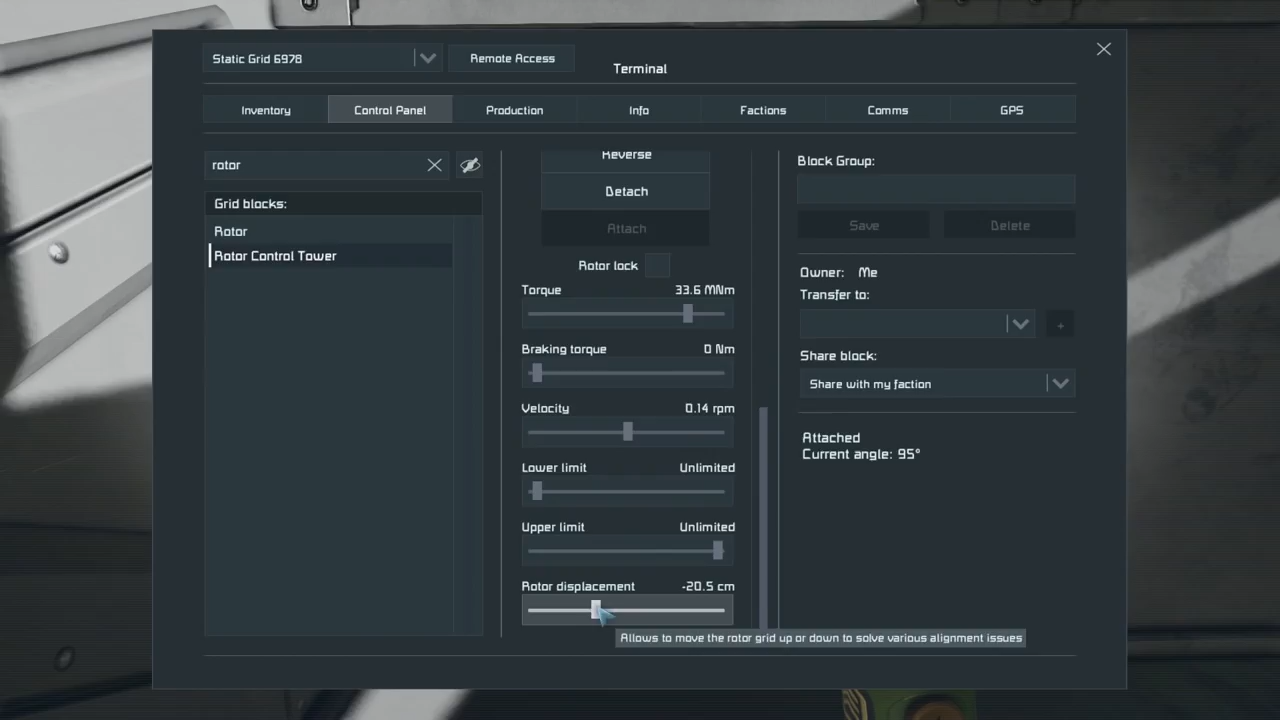 Static Grid 6978
Remote Access
Terminal
Inventory
Control Panel
Production
Info
Factions
Comms
GPS
rotor
Grid blocks:
Rotor
Rotor Control Tower
Reverse
Detach
Attach
Rotor lock
Torque 33.6 MNm
Braking torque 0 Nm
Velocity 0.14 rpm
Lower limit Unlimited
Upper limit Unlimited
Rotor displacement -20.5 cm
Allows to move the rotor grid up or down to solve various alignment issues
Block Group:
Save
Delete
Owner: Me
Transfer to:
+
Share block:
Share with my faction
Attached
Current angle: 95°